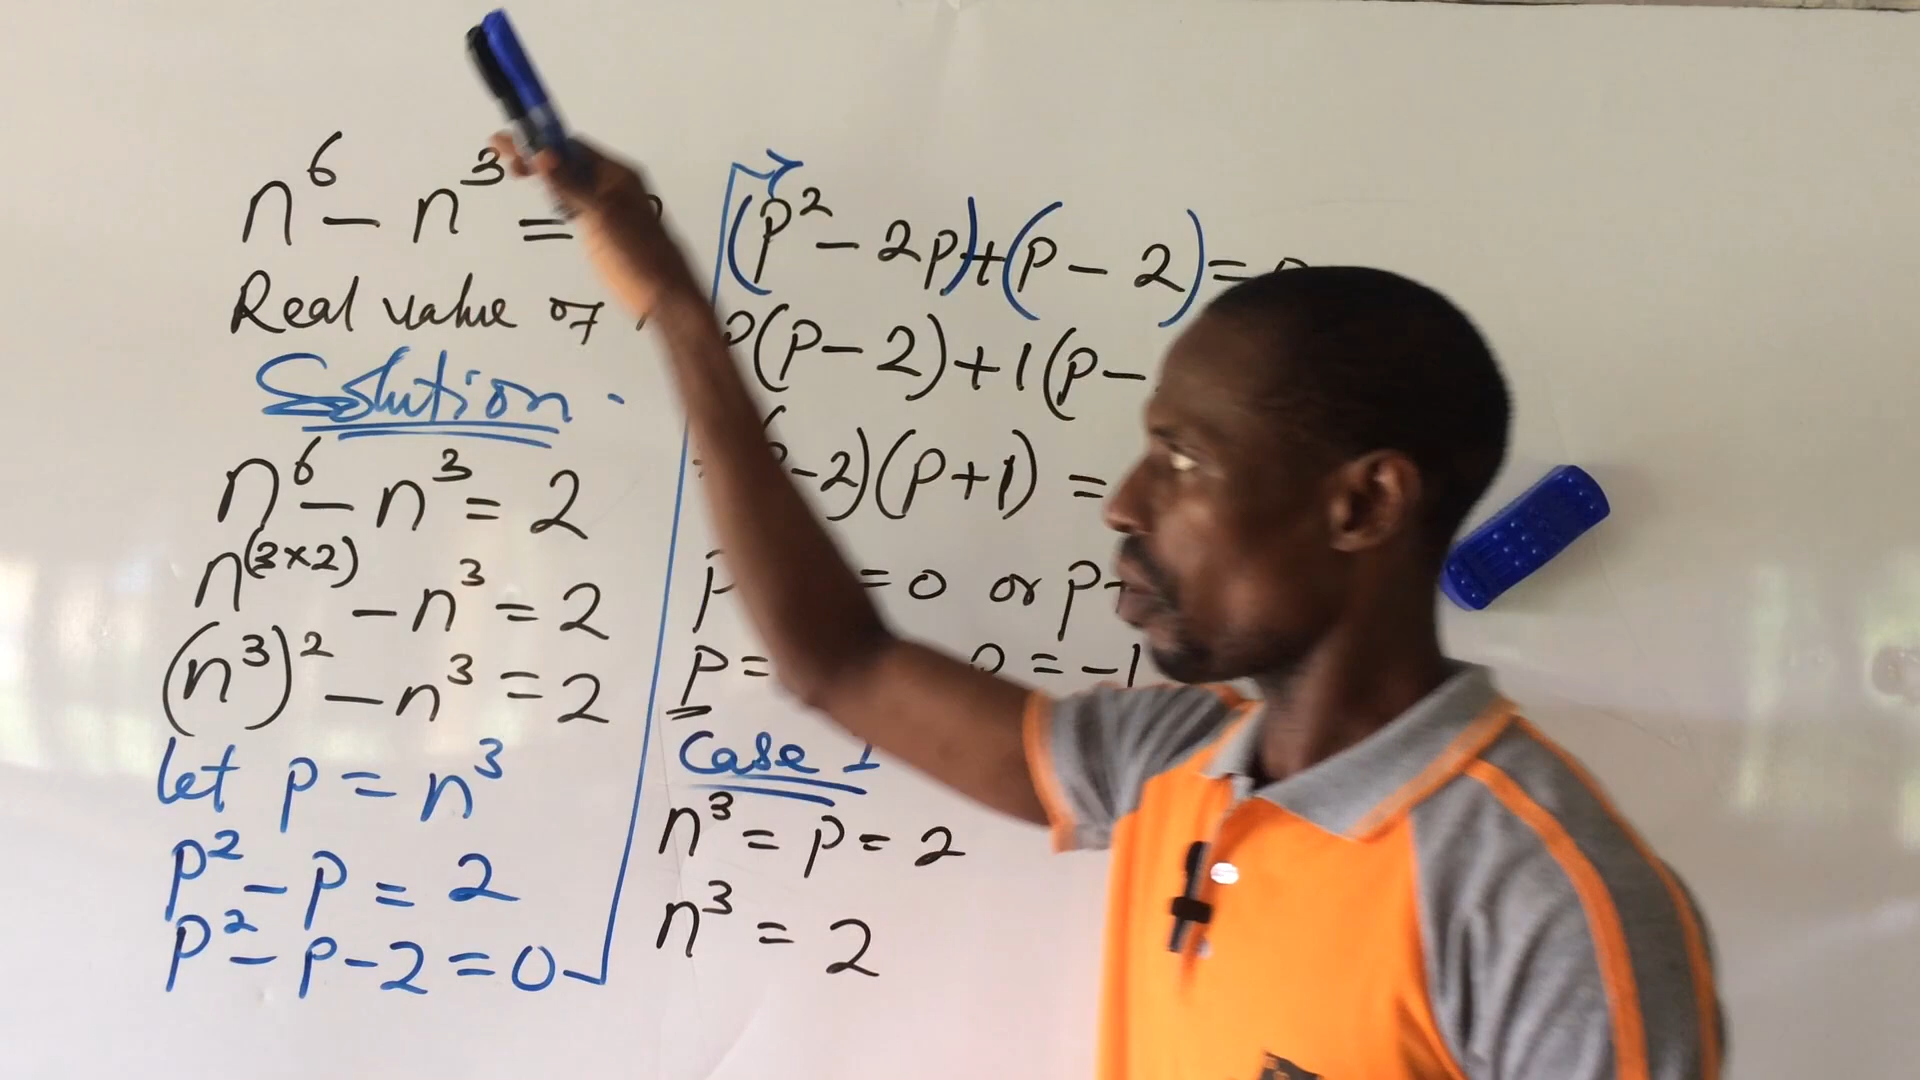 n⁶ - n³ =
Real value of
Solution.
n⁶ - n³ = 2
n⁽³ˣ²⁾ - n³ = 2
(n³)² - n³ = 2
let p = n³
p² - p = 2
p² - p - 2 = 0
(p² - 2p) + (p - 2) =
p(p - 2) + 1(p -
-2)(p + 1) =
p = 0 or p +
p = p = -1
Case 1
n³ = p = 2
n³ = 2